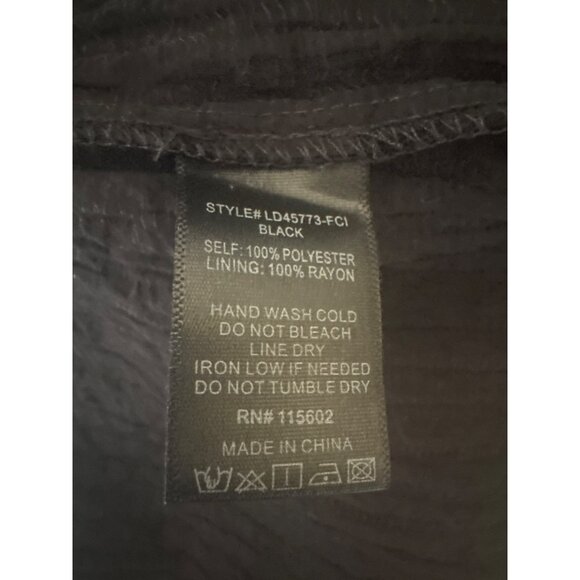 STYLE# LD45773-FCI
BLACK
SELF: 100% POLYESTER
LINING: 100% RAYON
HAND WASH COLD
DO NOT BLEACH
LINE DRY
IRON LOW IF NEEDED
DO NOT TUMBLE DRY
RN# 115602
MADE IN CHINA